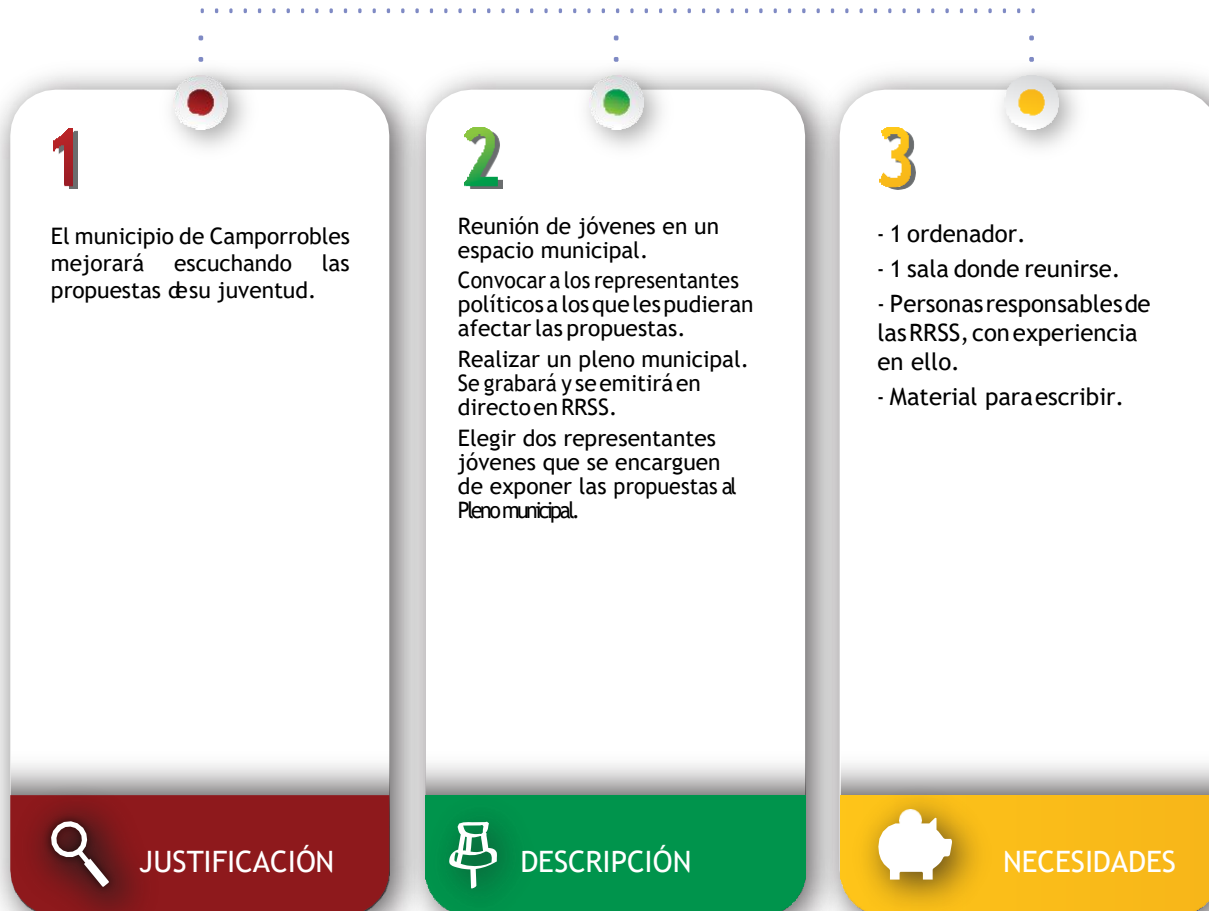 1
El municipio de Camporrobles
mejorará escuchando las
propuestas de su juventud.
JUSTIFICACIÓN
2
Reunión de jóvenes en un
espacio municipal.
Convocar a los representantes
políticos a los que les pudieran
afectar las propuestas.
Realizar un pleno municipal.
Se grabará y se emitirá en
directo en RRSS.
Elegir dos representantes
jóvenes que se encarguen
de exponer las propuestas al
Pleno municipal.
DESCRIPCIÓN
3
- 1 ordenador.
- 1 sala donde reunirse.
- Personas responsables de
las RRSS, con experiencia
en ello.
- Material para escribir.
NECESIDADES